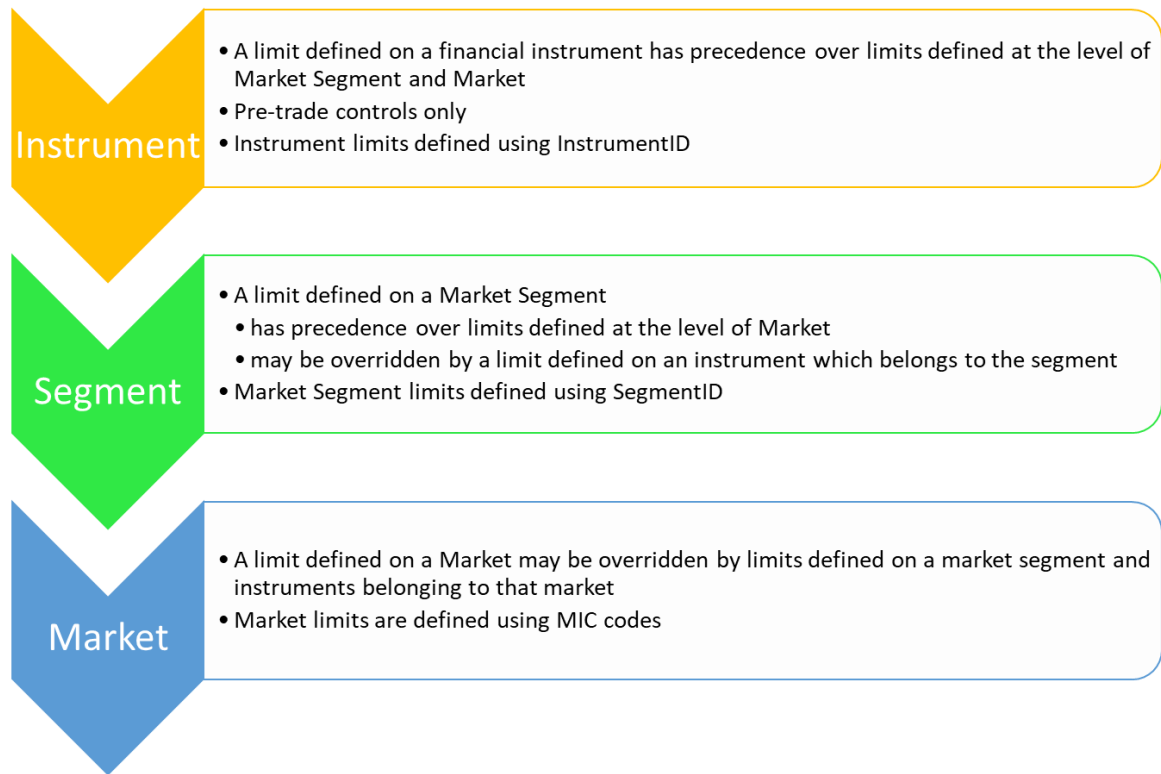 Instrument
• A limit defined on a financial instrument has precedence over limits defined at the level of
Market Segment and Market
• Pre-trade controls only
• Instrument limits defined using InstrumentID
Segment
• A limit defined on a Market Segment
• has precedence over limits defined at the level of Market
• may be overridden by a limit defined on an instrument which belongs to the segment
• Market Segment limits defined using SegmentID
Market
• A limit defined on a Market may be overridden by limits defined on a market segment and
instruments belonging to that market
• Market limits are defined using MIC codes